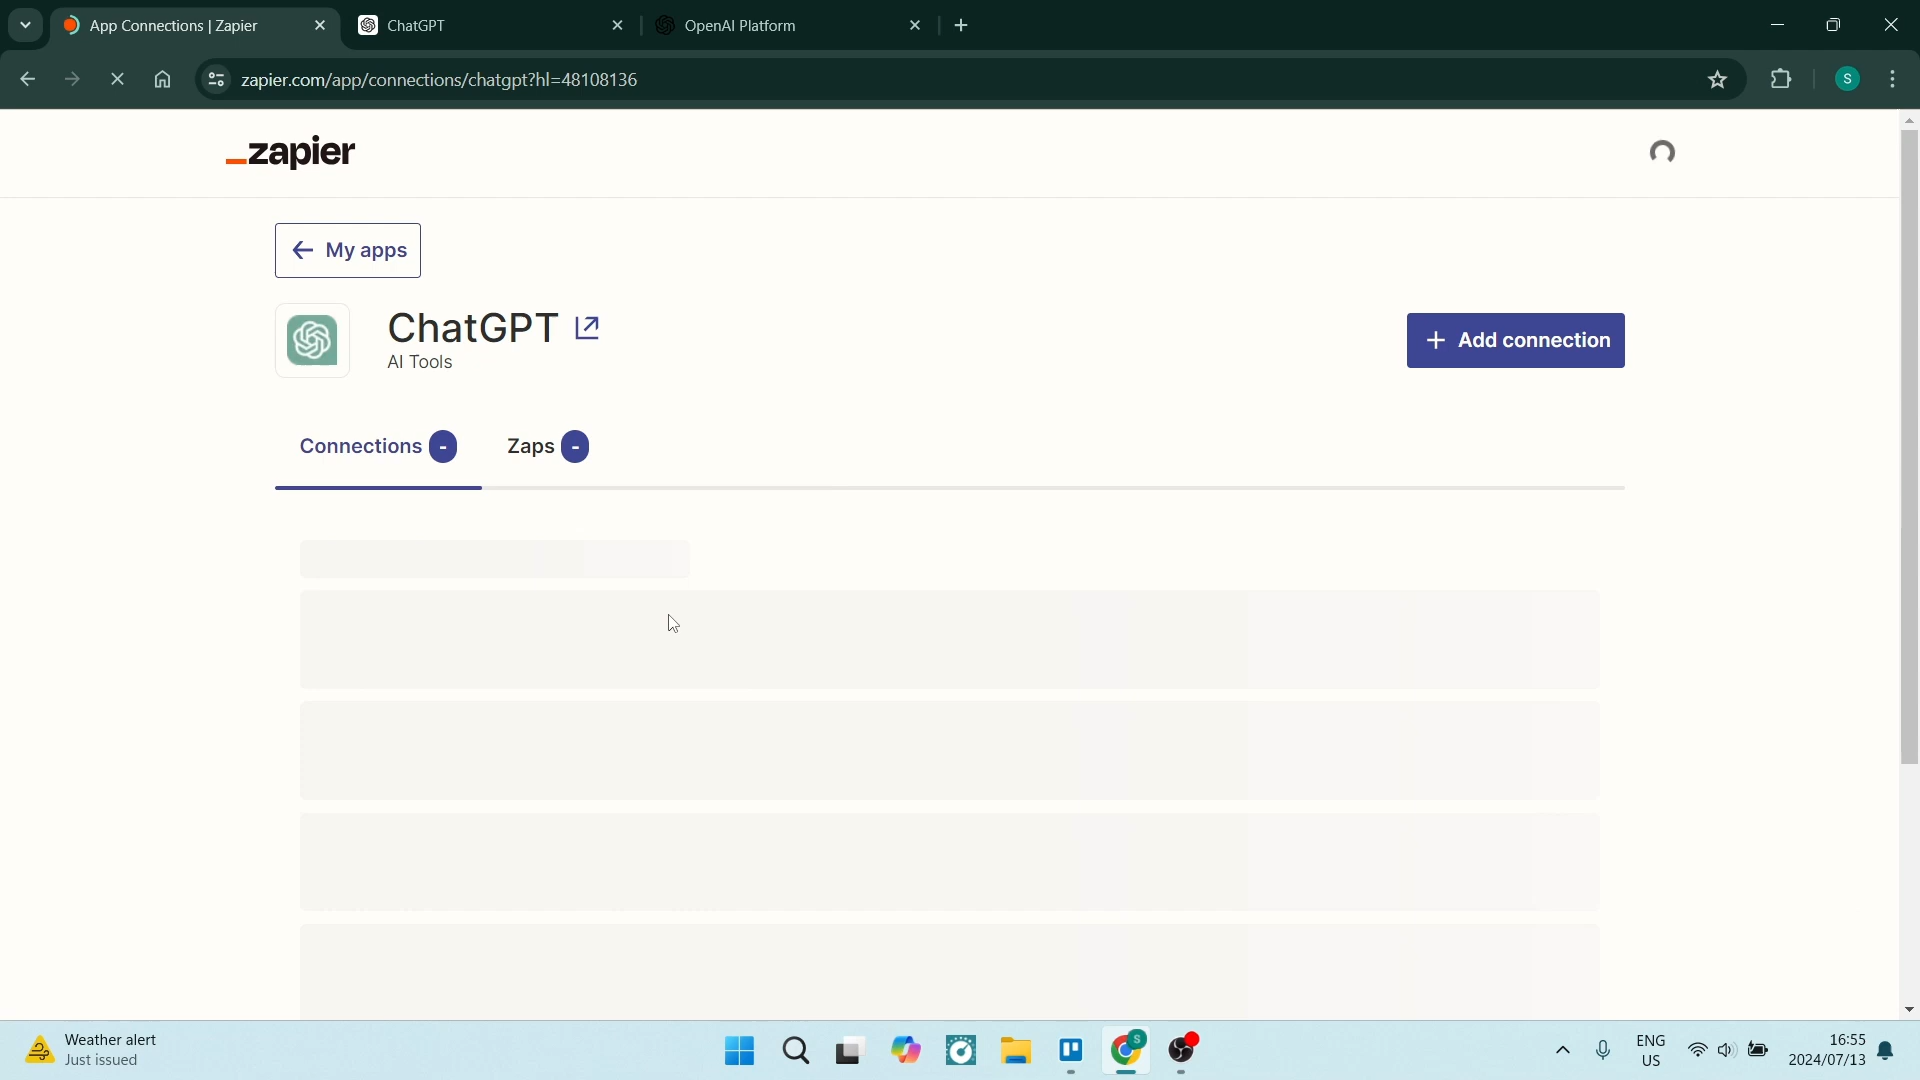 App Connections | Zapier
ChatGPT
OpenAI Platform
zapier.com/app/connections/chatgpt?hl=48108136
S
zapier
My apps
ChatGPT
AI Tools
+ Add connection
Connections -
Zaps -
Weather alert
Just issued
S
ENG
US
16:55
2024/07/13